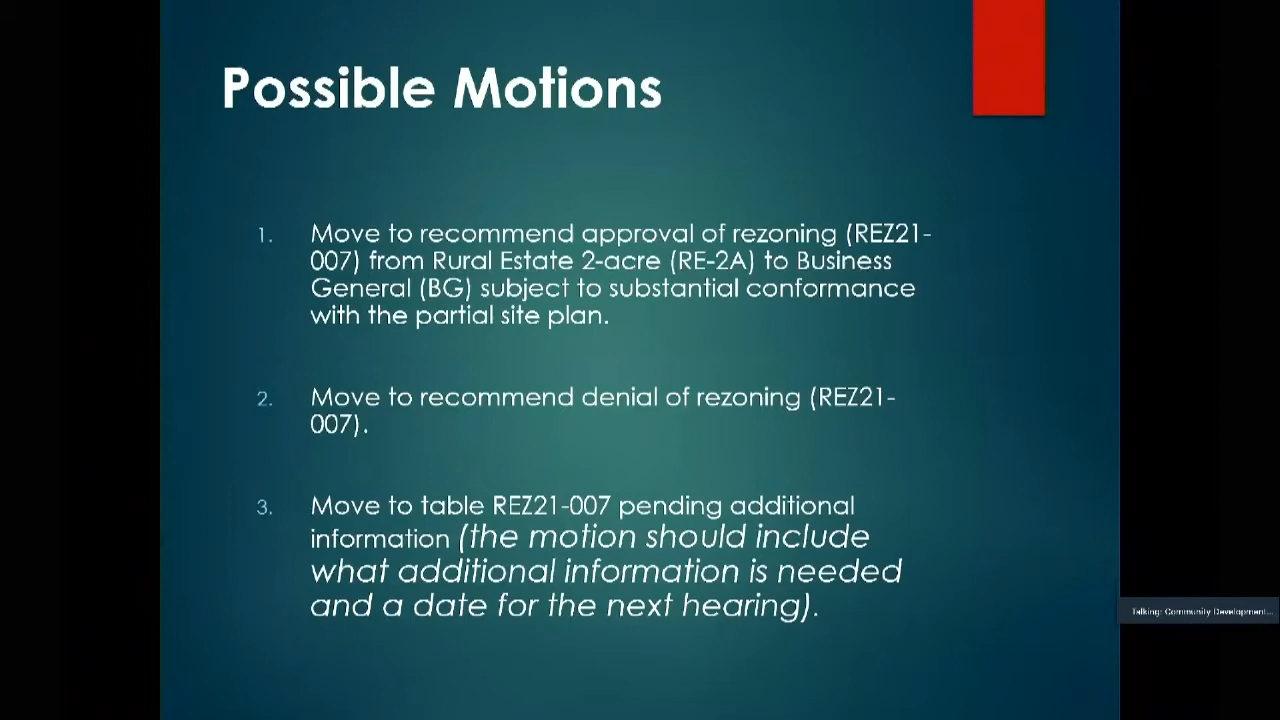 Possible Motions
1. Move to recommend approval of rezoning (REZ21-
007) from Rural Estate 2-acre (RE-2A) to Business
General (BG) subject to substantial conformance
with the partial site plan.
2. Move to recommend denial of rezoning (REZ21-
007).
3. Move to table REZ21-007 pending additional
information (the motion should include
what additional information is needed
and a date for the next hearing).
Talking: Community Development...